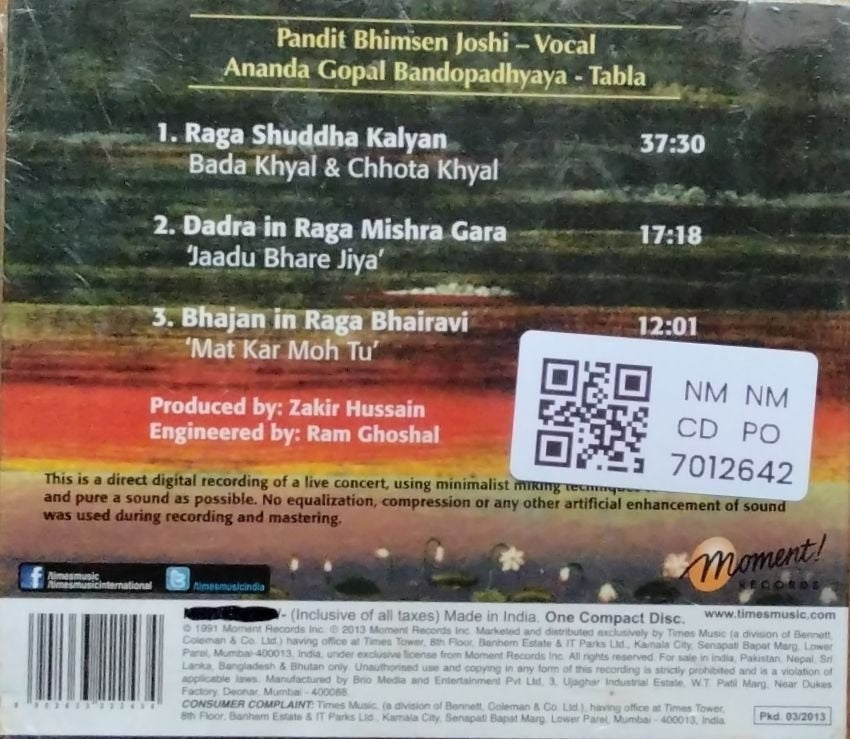 Pandit Bhimsen Joshi – Vocal
Ananda Gopal Bandopadhyaya - Tabla
1. Raga Shuddha Kalyan 37:30
Bada Khyal & Chhota Khyal
2. Dadra in Raga Mishra Gara 17:18
'Jaadu Bhare Jiya'
3. Bhajan in Raga Bhairavi 12:01
'Mat Kar Moh Tu'
Produced by: Zakir Hussain
Engineered by: Ram Ghoshal
NM NM
CD PO
7012642
This is a direct digital recording of a live concert, using minimalist miking techniques
and pure a sound as possible. No equalization, compression or any other artificial enhancement of sound
was used during recording and mastering.
moment!
RECORDS
/timesmusic
/timesmusicinternational
/timesmusicindia
/- (Inclusive of all taxes) Made in India. One Compact Disc. www.timesmusic.com
© 1991 Moment Records Inc. ℗ 2013 Moment Records Inc. Marketed and distributed exclusively by Times Music (a division of Bennett,
Coleman & Co. Ltd.) having office at Times Tower, 8th Floor, Banhem Estate & IT Parks Ltd., Kamala City, Senapati Bapat Marg, Lower
Parel, Mumbai-400013, India, under exclusive license from Moment Records Inc. All rights reserved. For sale in India, Pakistan, Nepal, Sri
Lanka, Bangladesh & Bhutan only. Unauthorised use and copying in any form of this recording is strictly prohibited and is a violation of
applicable laws. Manufactured by Brio Media and Entertainment Pvt Ltd, 3, Ujaghar Industrial Estate, W.T. Patil Marg, Near Dukes
Factory, Deonar, Mumbai - 400088.
CONSUMER COMPLAINT: Times Music, (a division of Bennett, Coleman & Co. Ltd.), having office at Times Tower,
8th Floor, Banhem Estate & IT Parks Ltd., Kamala City, Senapati Bapat Marg, Lower Parel, Mumbai - 400013, India.
Pkd. 03/2013